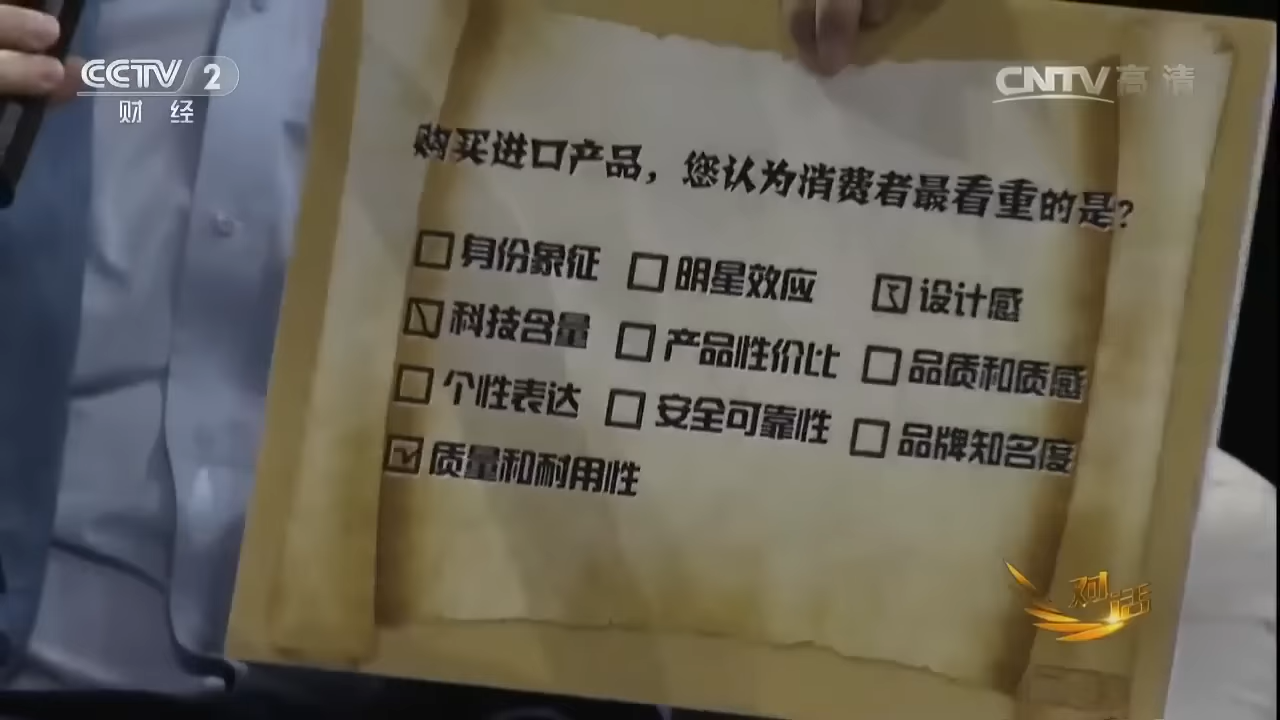 CCTV 2
财经
CNTV高清
购买进口产品，您认为消费者最看重的是？
身份象征 明星效应 设计感
科技含量 产品性价比 品质和质感
个性表达 安全可靠性 品牌知名度
质量和耐用性
对话